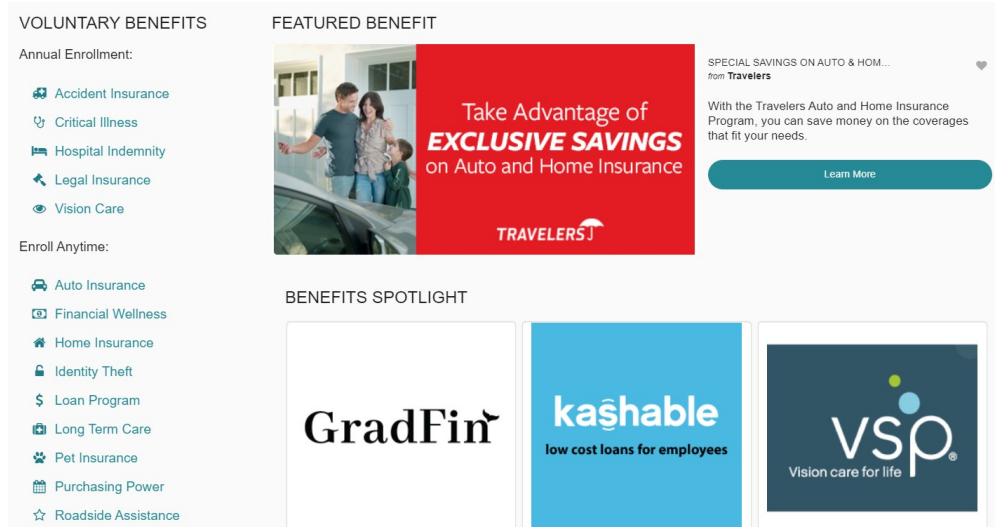 VOLUNTARY BENEFITS
Annual Enrollment:
Accident Insurance
Critical Illness
Hospital Indemnity
Legal Insurance
Vision Care
Enroll Anytime:
Auto Insurance
Financial Wellness
Home Insurance
Identity Theft
Loan Program
Long Term Care
Pet Insurance
Purchasing Power
Roadside Assistance
FEATURED BENEFIT
Take Advantage of
EXCLUSIVE SAVINGS
on Auto and Home Insurance
TRAVELERS
SPECIAL SAVINGS ON AUTO & HOM...
from Travelers
With the Travelers Auto and Home Insurance
Program, you can save money on the coverages
that fit your needs.
Learn More
BENEFITS SPOTLIGHT
GradFin
kashable
low cost loans for employees
vsp®
Vision care for life